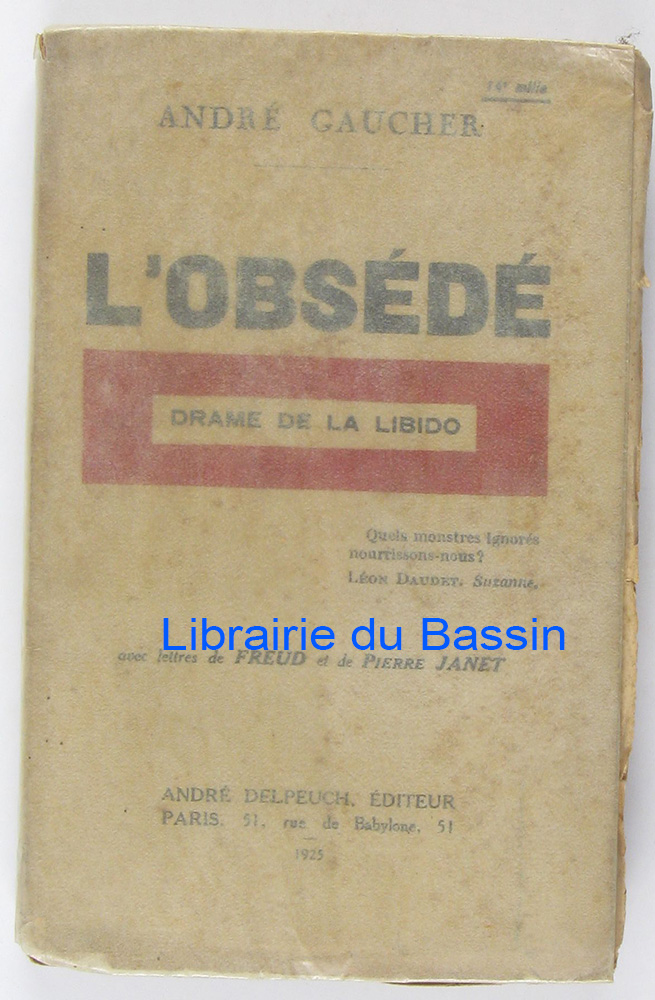 14e mille
ANDRÉ GAUCHER
L'OBSÉDÉ
DRAME DE LA LIBIDO
Quels monstres ignorés
nourrissons-nous?
LÉON DAUDET. Suzanne.
Librairie du Bassin
avec lettres de FREUD et de PIERRE JANET
ANDRÉ DELPEUCH, ÉDITEUR
PARIS. 51, rue de Babylone, 51
1925